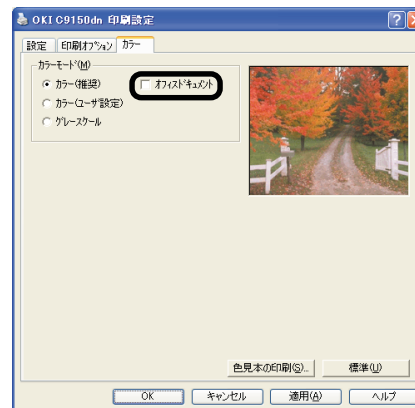 OKI C9150dn 印刷設定
設定 印刷オプション カラー
カラーモード(M)
カラー(推奨) オフィスドキュメント
カラー(ユーザ設定)
グレースケール
色見本の印刷(S)... 標準(U)
OK キャンセル 適用(A) ヘルプ